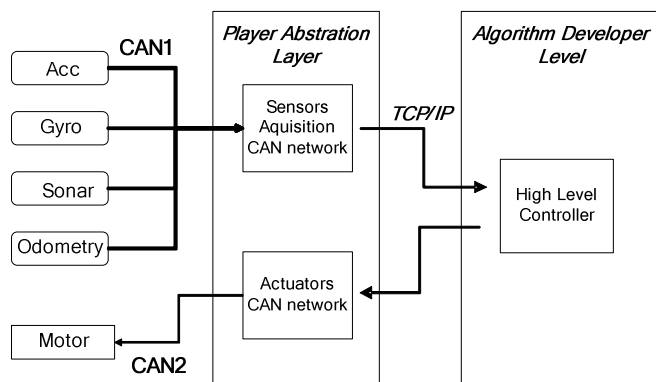 CAN1
Acc
Gyro
Sonar
Odometry
Motor
CAN2
Player Abstration
Layer
Sensors
Aquisition
CAN network
Actuators
CAN network
TCP/IP
Algorithm Developer
Level
High Level
Controller